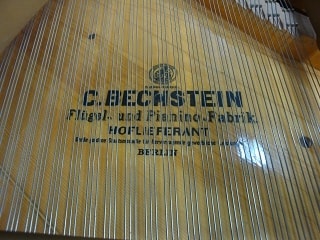 C. BECHSTEIN
Flügel- und Pianino-Fabrik.
HOFLIEFERANT
BERLIN